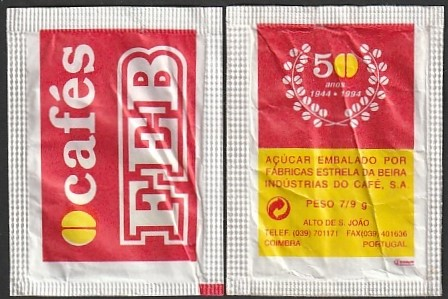 cafés
FEB
50
anos
1944 • 1994
AÇÚCAR EMBALADO POR
FÁBRICAS ESTRELA DA BEIRA
INDÚSTRIAS DO CAFÉ, S.A.
PESO 7/9 g
ALTO DE S. JOÃO
TELEF. (039) 701171 FAX (039) 401636
COIMBRA PORTUGAL